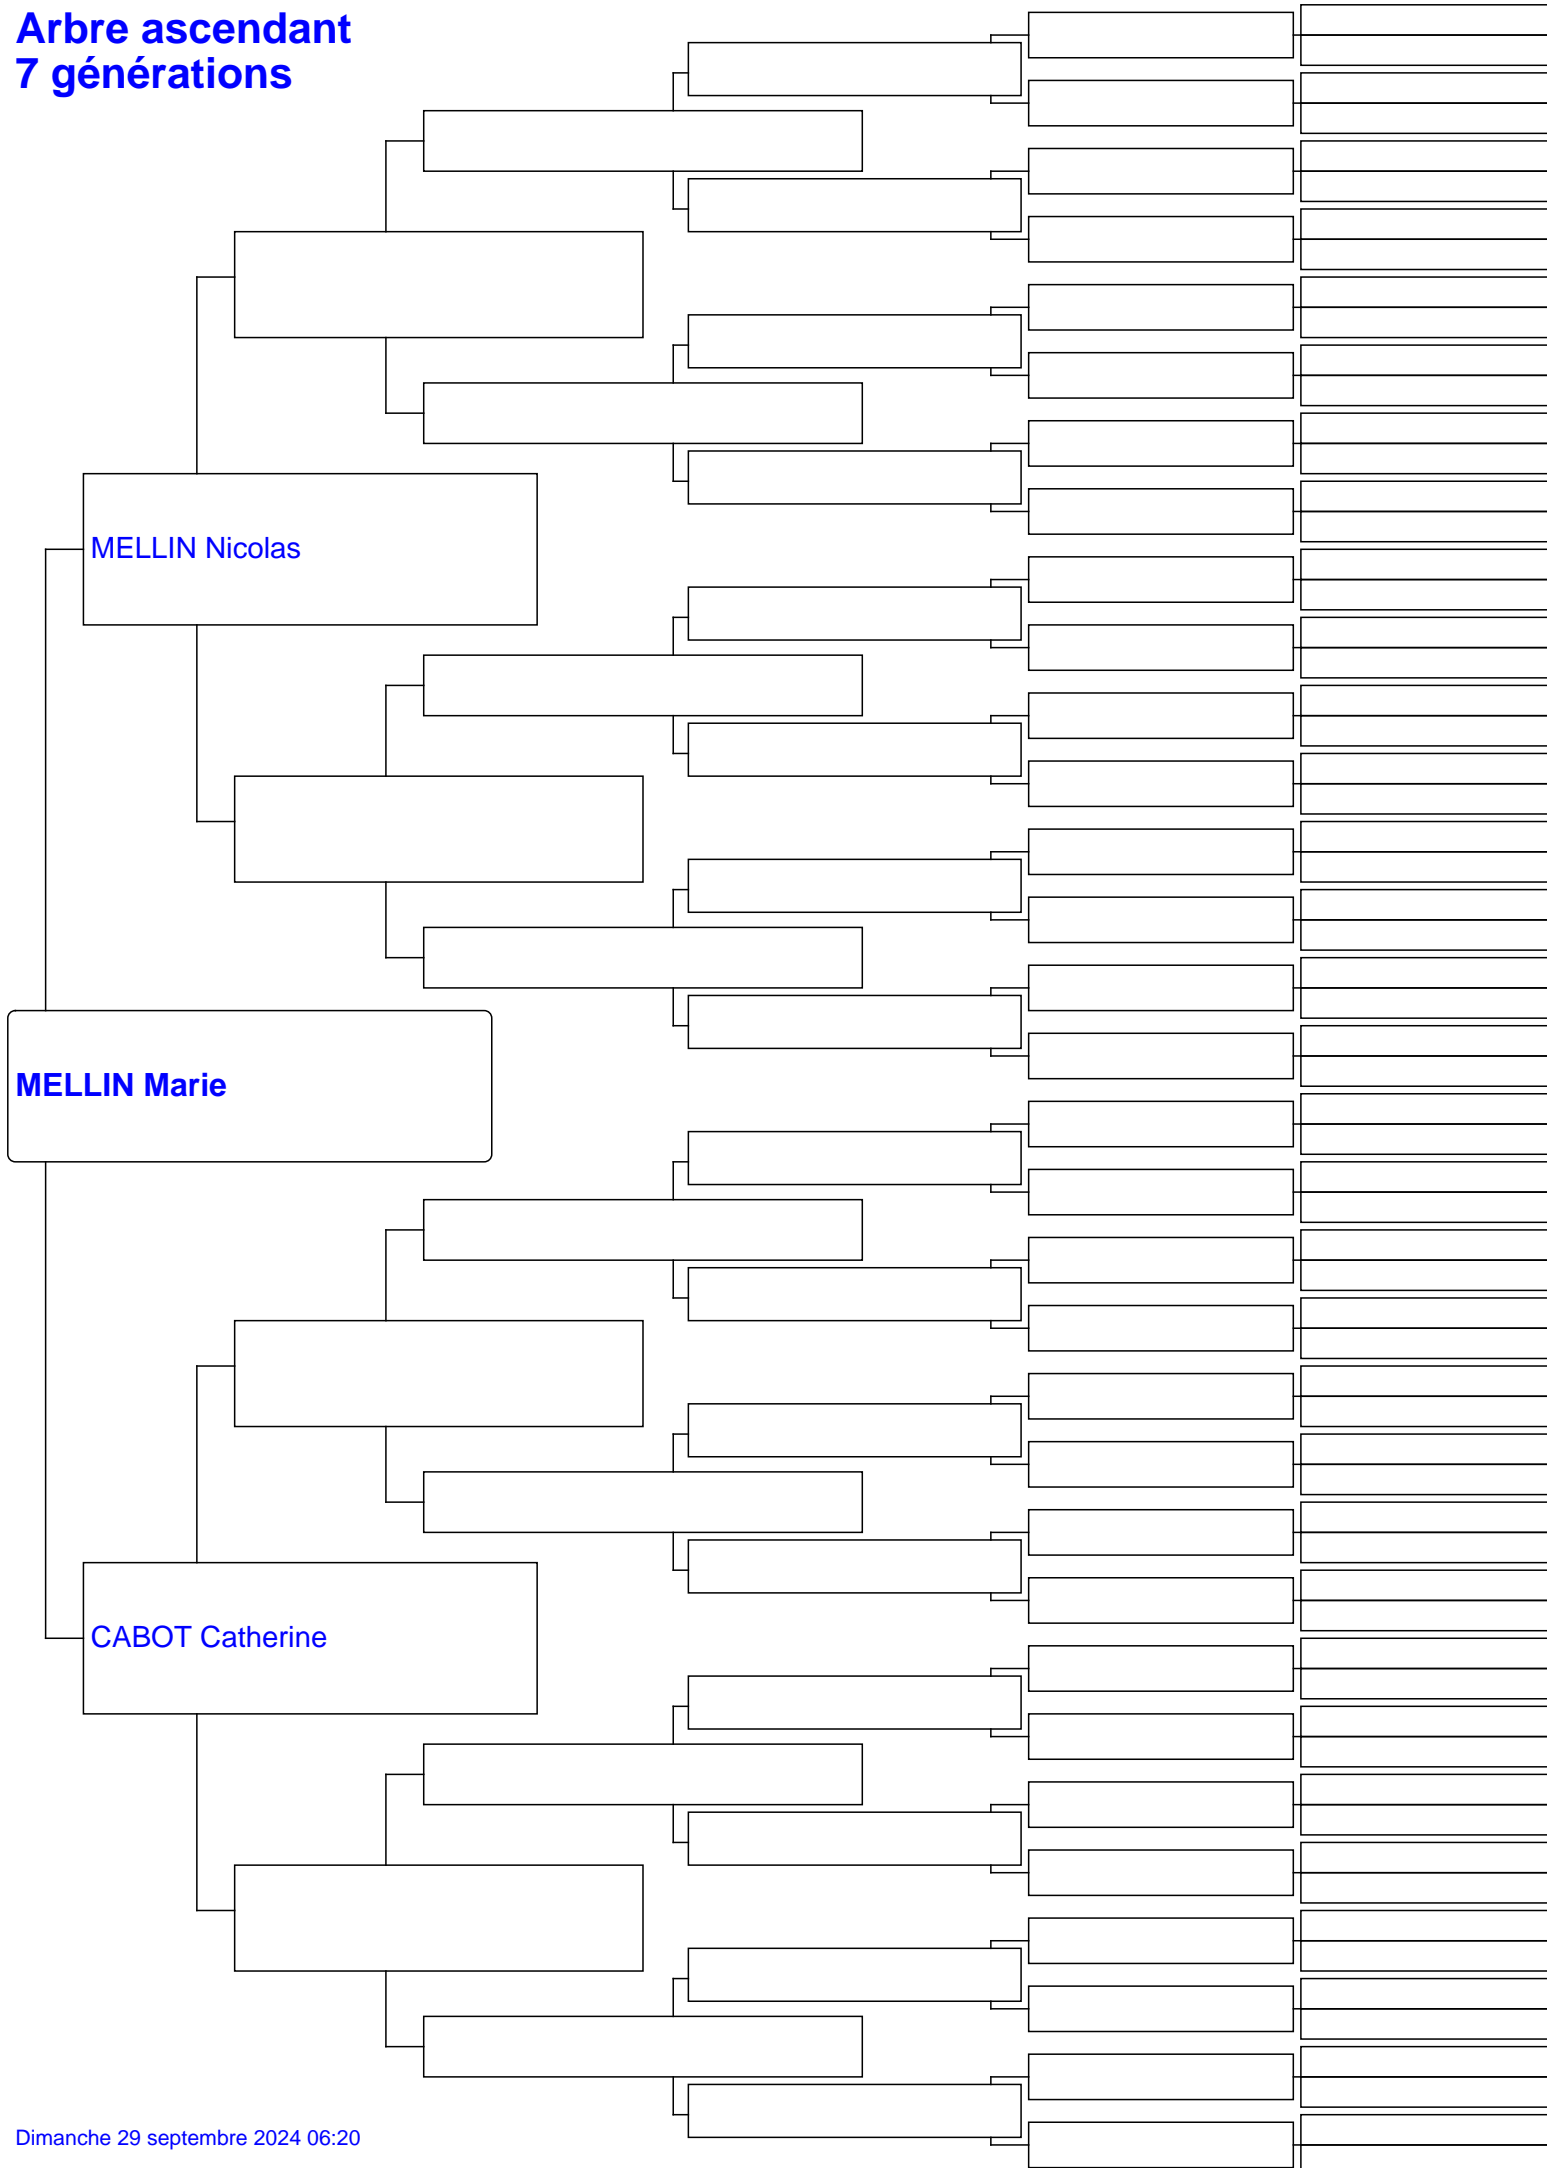 Arbre ascendant
7 générations
MELLIN Nicolas
MELLIN Marie
CABOT Catherine
Dimanche 29 septembre 2024 06:20